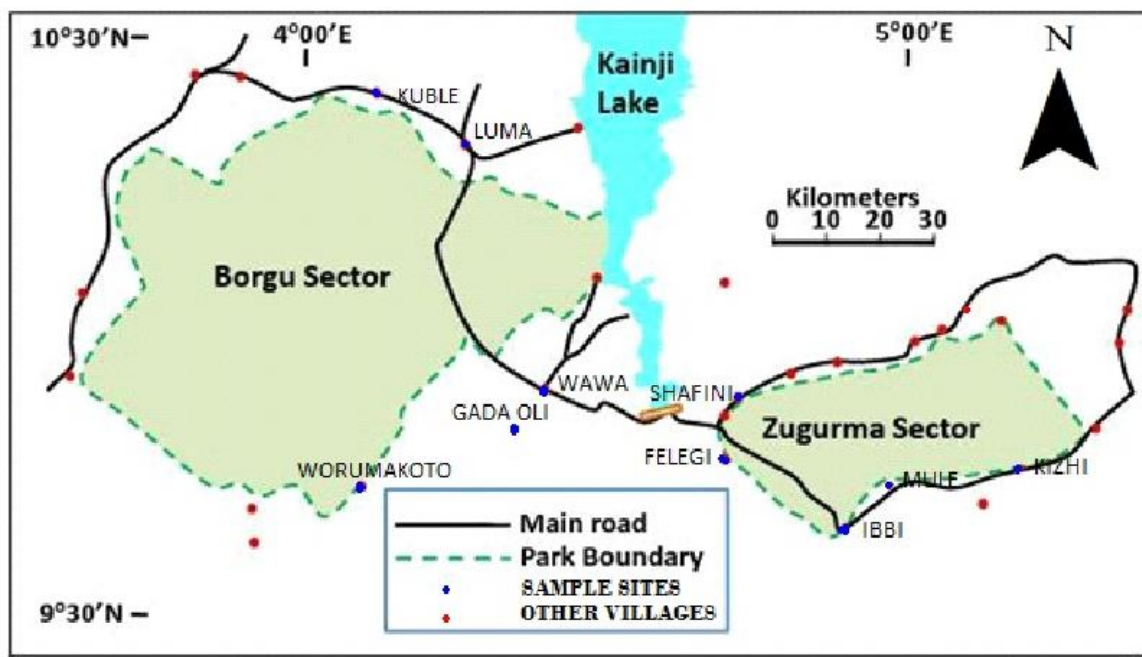 10°30'N
4°00'E
5°00'E
N
Kainji
Lake
KUBLE
LUMA
Kilometers
0 10 20 30
Borgu Sector
WAWA
SHAFINI
GADA OLI
Zugurma Sector
FELEGI
WORUMAKOTO
KIZHI
IBBI
Main road
Park Boundary
SAMPLE SITES
OTHER VILLAGES
9°30'N